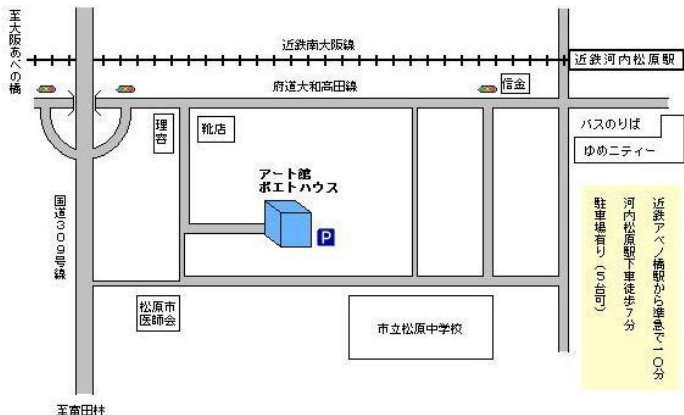 至大阪あべの橋
近鉄南大阪線
近鉄河内松原駅
府道大和高田線
信金
理容
靴店
バスのりば
ゆめニティー
アート館
ポエトハウス
P
国道309号線
近鉄アベノ橋駅から準急で10分
河内松原駅下車徒歩7分
駐車場有り(5台可)
松原市
医師会
市立松原中学校
至富田林